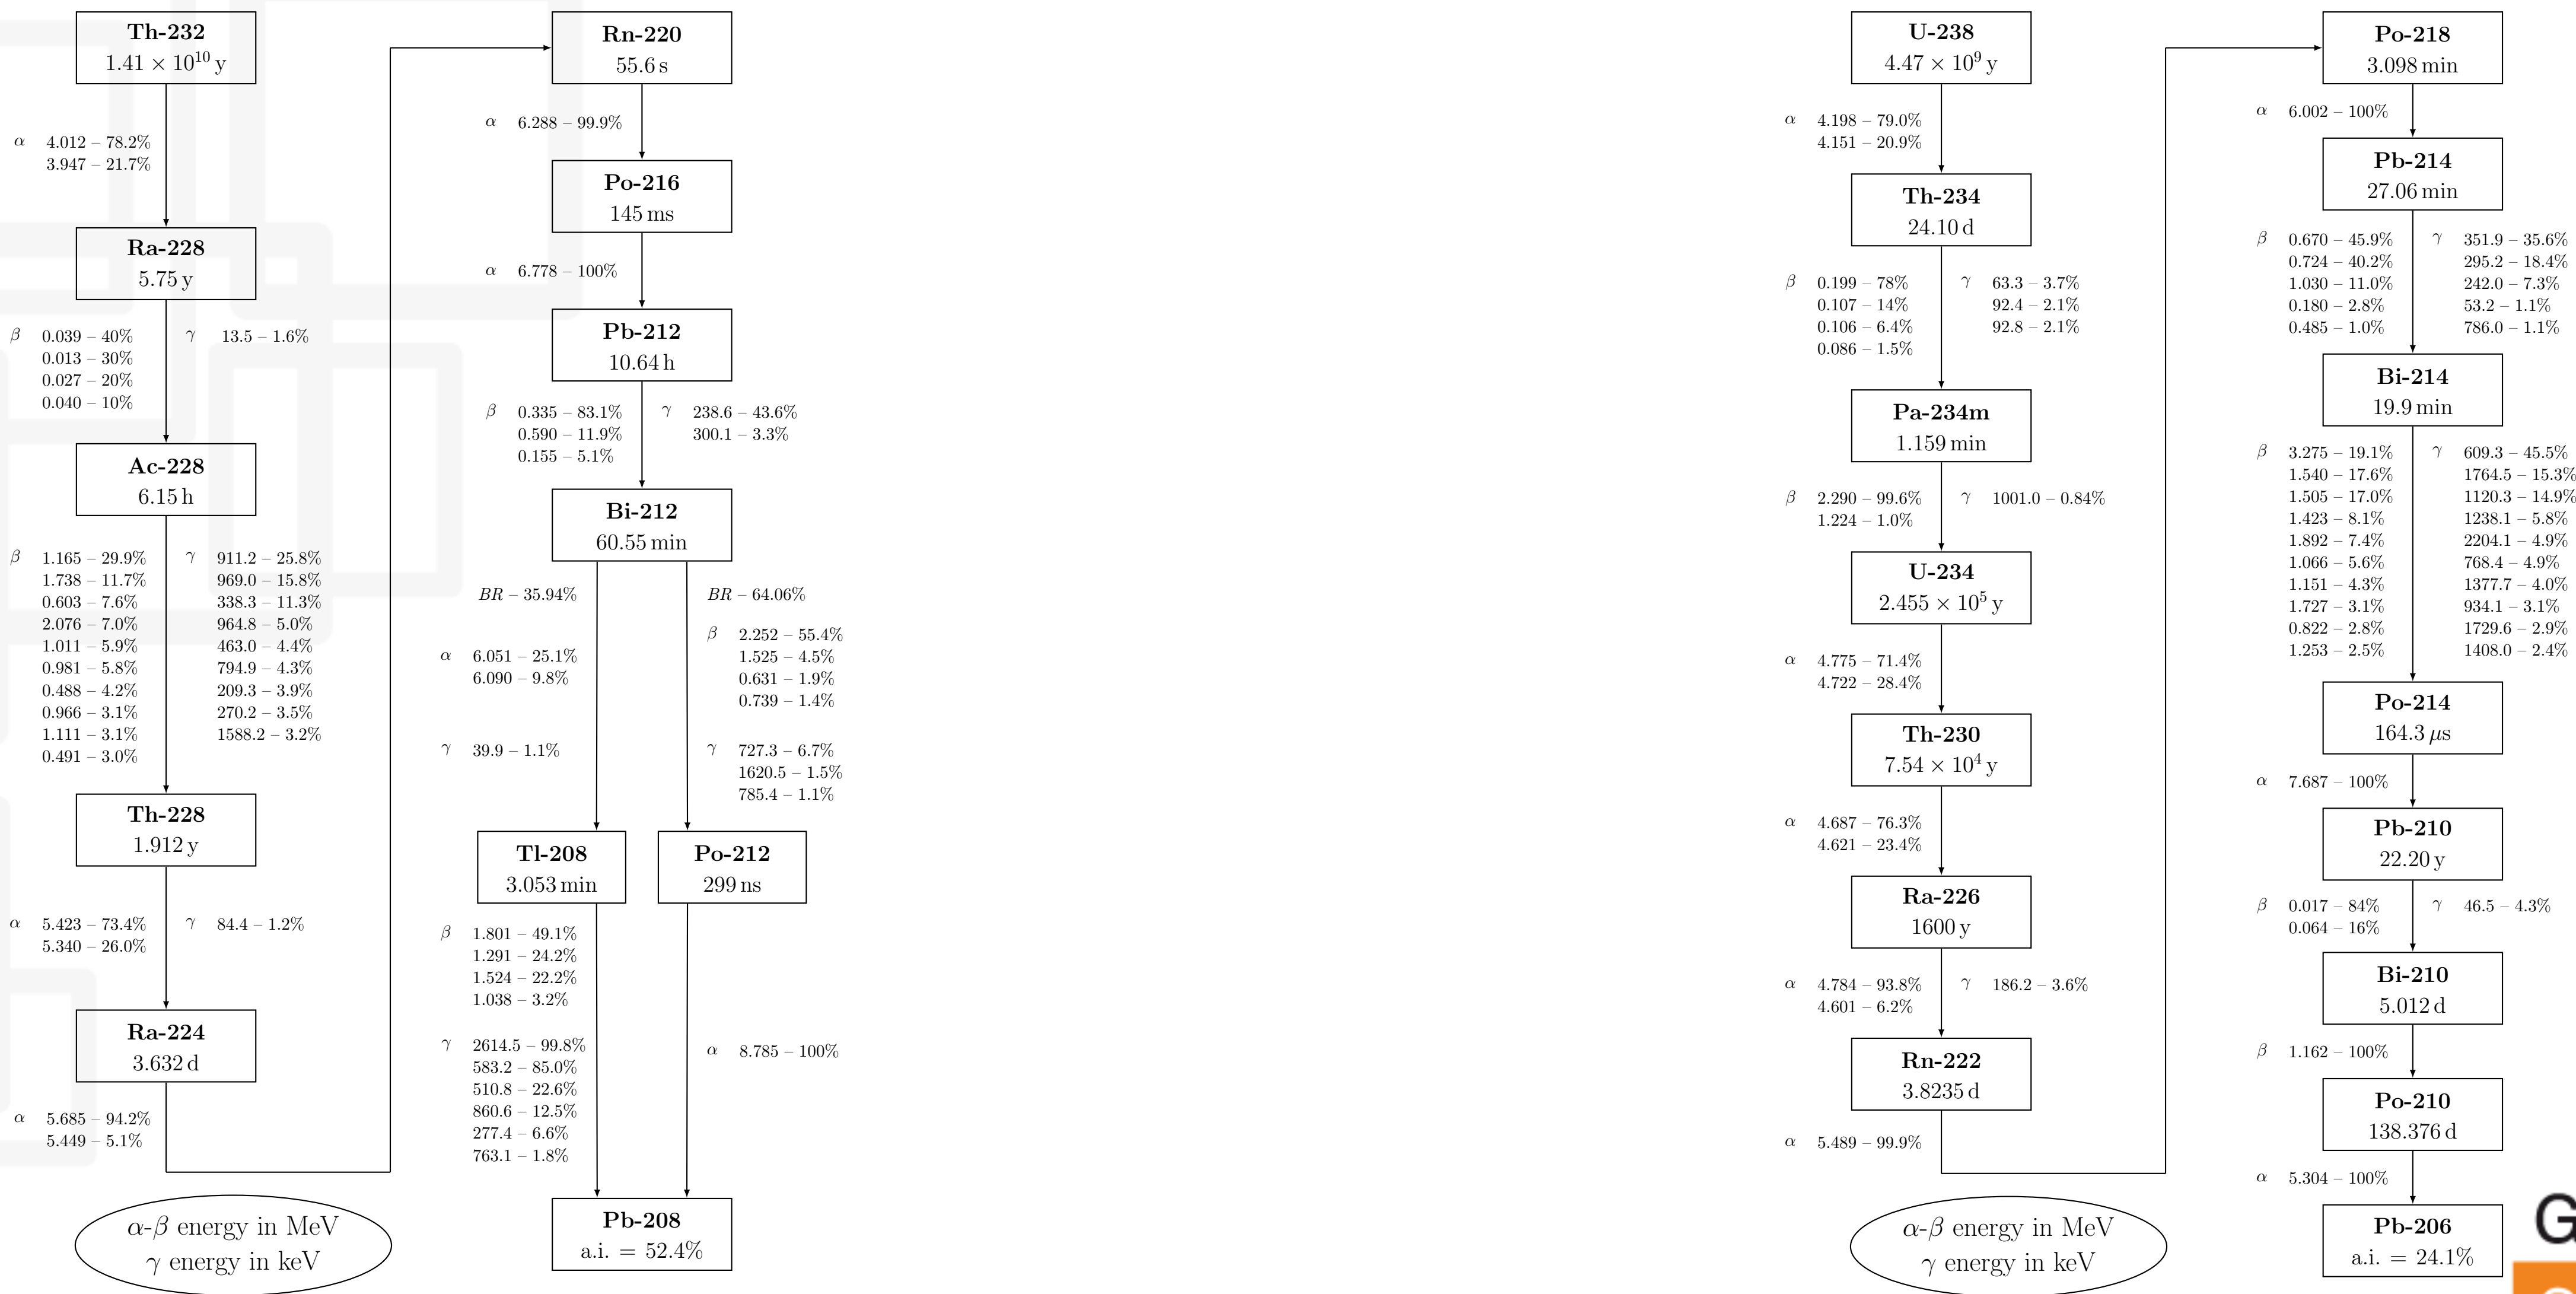 Th-232
1.41 × 10¹⁰ y
α 4.012 – 78.2%
3.947 – 21.7%
Ra-228
5.75 y
β 0.039 – 40%
0.013 – 30%
0.027 – 20%
0.040 – 10%
γ 13.5 – 1.6%
Ac-228
6.15 h
β 1.165 – 29.9%
1.738 – 11.7%
0.603 – 7.6%
2.076 – 7.0%
1.011 – 5.9%
0.981 – 5.8%
0.488 – 4.2%
0.966 – 3.1%
1.111 – 3.1%
0.491 – 3.0%
γ 911.2 – 25.8%
969.0 – 15.8%
338.3 – 11.3%
964.8 – 5.0%
463.0 – 4.4%
794.9 – 4.3%
209.3 – 3.9%
270.2 – 3.5%
1588.2 – 3.2%
Th-228
1.912 y
α 5.423 – 73.4%
5.340 – 26.0%
γ 84.4 – 1.2%
Ra-224
3.632 d
α 5.685 – 94.2%
5.449 – 5.1%
α-β energy in MeV
γ energy in keV
Rn-220
55.6 s
α 6.288 – 99.9%
Po-216
145 ms
α 6.778 – 100%
Pb-212
10.64 h
β 0.335 – 83.1%
0.590 – 11.9%
0.155 – 5.1%
γ 238.6 – 43.6%
300.1 – 3.3%
Bi-212
60.55 min
BR – 35.94%
α 6.051 – 25.1%
6.090 – 9.8%
γ 39.9 – 1.1%
BR – 64.06%
β 2.252 – 55.4%
1.525 – 4.5%
0.631 – 1.9%
0.739 – 1.4%
γ 727.3 – 6.7%
1620.5 – 1.5%
785.4 – 1.1%
Tl-208
3.053 min
Po-212
299 ns
β 1.801 – 49.1%
1.291 – 24.2%
1.524 – 22.2%
1.038 – 3.2%
γ 2614.5 – 99.8%
583.2 – 85.0%
510.8 – 22.6%
860.6 – 12.5%
277.4 – 6.6%
763.1 – 1.8%
α 8.785 – 100%
Pb-208
a.i. = 52.4%
U-238
4.47 × 10⁹ y
α 4.198 – 79.0%
4.151 – 20.9%
Th-234
24.10 d
β 0.199 – 78%
0.107 – 14%
0.106 – 6.4%
0.086 – 1.5%
γ 63.3 – 3.7%
92.4 – 2.1%
92.8 – 2.1%
Pa-234m
1.159 min
β 2.290 – 99.6%
1.224 – 1.0%
γ 1001.0 – 0.84%
U-234
2.455 × 10⁵ y
α 4.775 – 71.4%
4.722 – 28.4%
Th-230
7.54 × 10⁴ y
α 4.687 – 76.3%
4.621 – 23.4%
Ra-226
1600 y
α 4.784 – 93.8%
4.601 – 6.2%
γ 186.2 – 3.6%
Rn-222
3.8235 d
α 5.489 – 99.9%
α-β energy in MeV
γ energy in keV
Po-218
3.098 min
α 6.002 – 100%
Pb-214
27.06 min
β 0.670 – 45.9%
0.724 – 40.2%
1.030 – 11.0%
0.180 – 2.8%
0.485 – 1.0%
γ 351.9 – 35.6%
295.2 – 18.4%
242.0 – 7.3%
53.2 – 1.1%
786.0 – 1.1%
Bi-214
19.9 min
β 3.275 – 19.1%
1.540 – 17.6%
1.505 – 17.0%
1.423 – 8.1%
1.892 – 7.4%
1.066 – 5.6%
1.151 – 4.3%
1.727 – 3.1%
0.822 – 2.8%
1.253 – 2.5%
γ 609.3 – 45.5%
1764.5 – 15.3%
1120.3 – 14.9%
1238.1 – 5.8%
2204.1 – 4.9%
768.4 – 4.9%
1377.7 – 4.0%
934.1 – 3.1%
1729.6 – 2.9%
1408.0 – 2.4%
Po-214
164.3 μs
α 7.687 – 100%
Pb-210
22.20 y
β 0.017 – 84%
0.064 – 16%
γ 46.5 – 4.3%
Bi-210
5.012 d
β 1.162 – 100%
Po-210
138.376 d
α 5.304 – 100%
Pb-206
a.i. = 24.1%
G